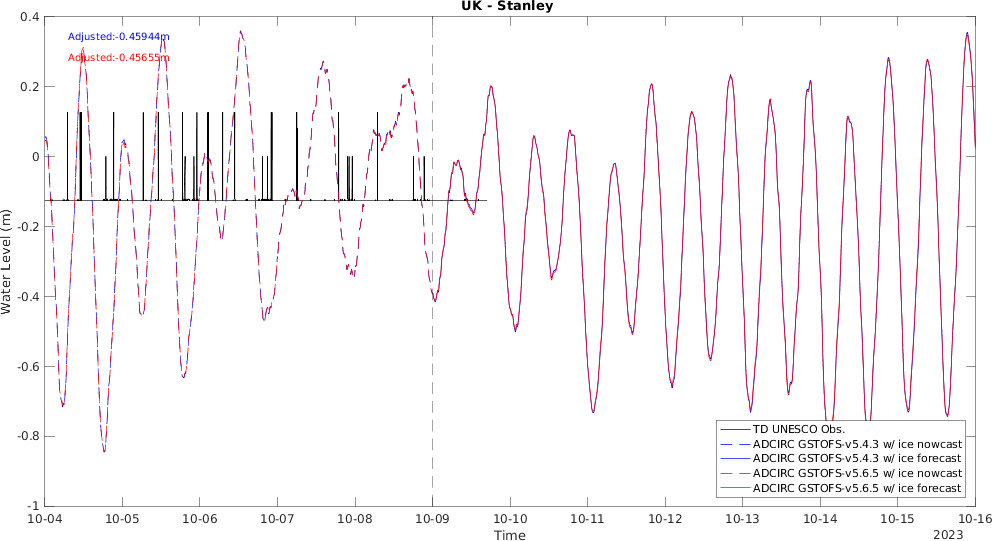 UK - Stanley
Adjusted:-0.45944m
Adjusted:-0.45655m
0.4
0.2
0
-0.2
-0.4
-0.6
-0.8
-1
Water Level (m)
TD UNESCO Obs.
ADCIRC GSTOFS-v5.4.3 w/ ice nowcast
ADCIRC GSTOFS-v5.4.3 w/ ice forecast
ADCIRC GSTOFS-v5.6.5 w/ ice nowcast
ADCIRC GSTOFS-v5.6.5 w/ ice forecast
10-04 10-05 10-06 10-07 10-08 10-09 10-10 10-11 10-12 10-13 10-14 10-15 10-16
Time
2023